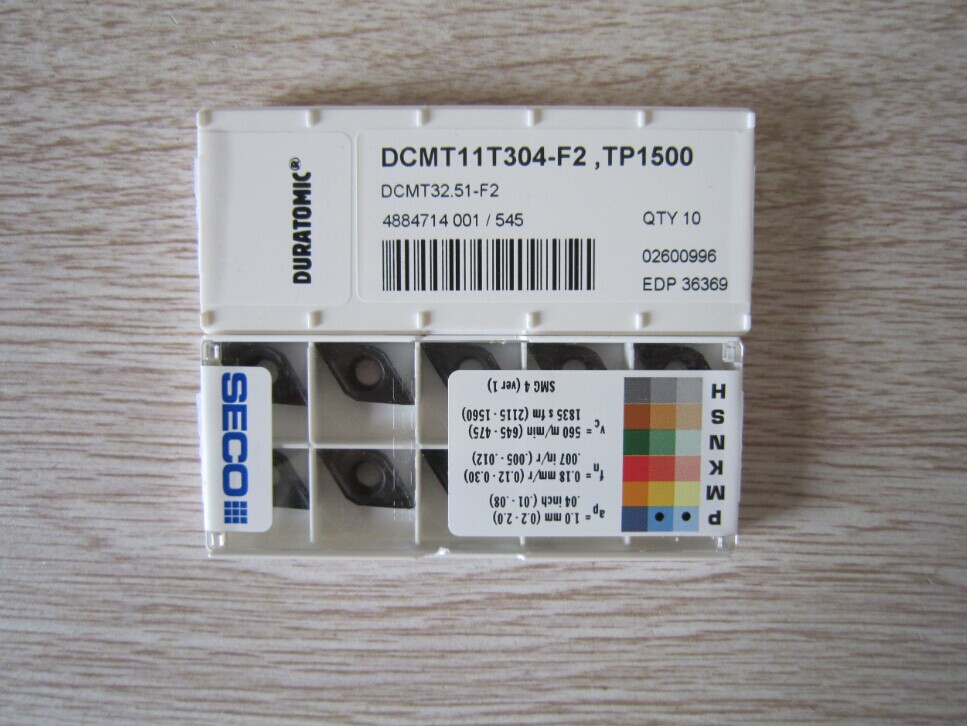 DURATOMIC®
DCMT11T304-F2 ,TP1500
DCMT32.51-F2
4884714 001 / 545
QTY 10
02600996
EDP 36369
SECO
P M K N S H
ap = 1.0 mm (0.2 - 2.0)
.04 inch (.01 - .08)
fn = 0.18 mm/r (0.12 - 0.30)
.007 in/r (.005 - .012)
vc = 560 m/min (645 - 475)
1835 s fm (2115 - 1560)
SMG 4 (ver 1)